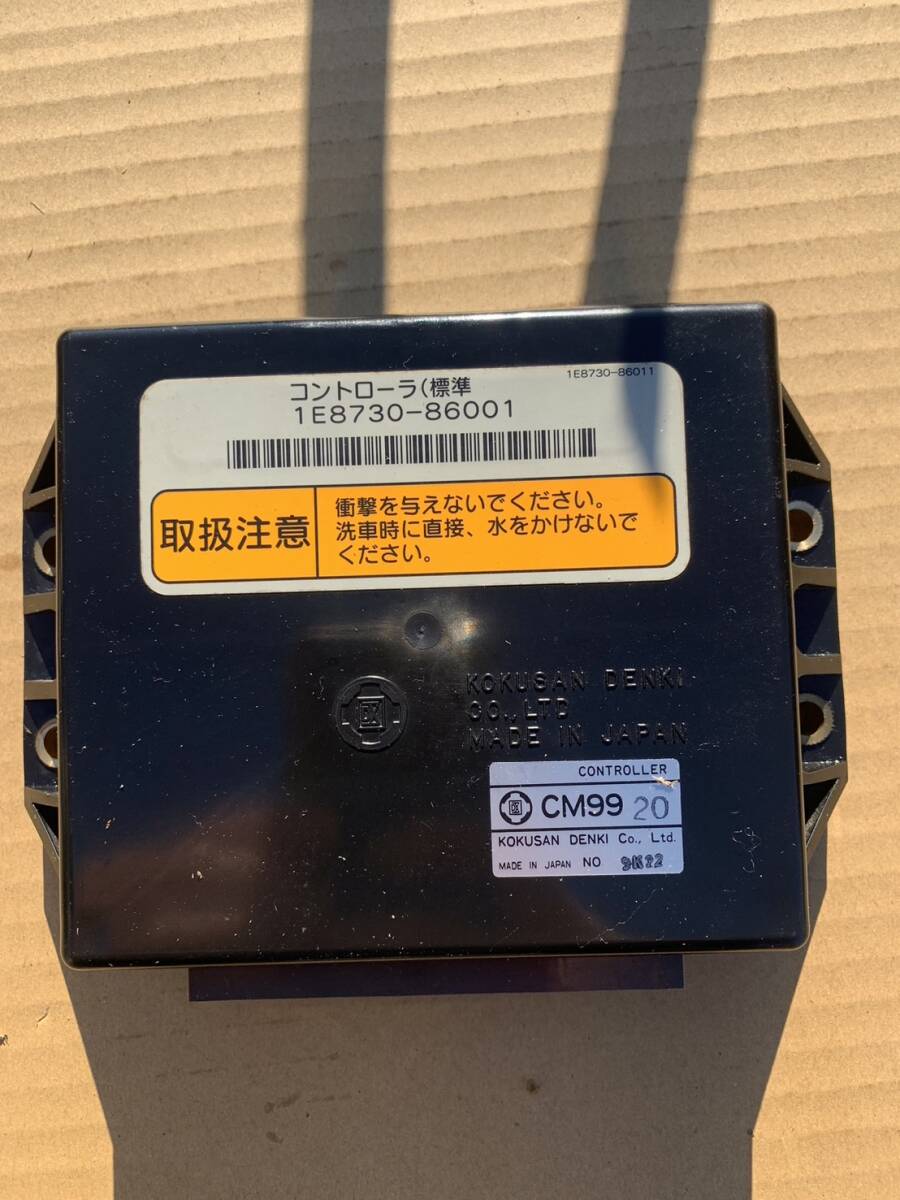 1E8730-86011
コントローラ(標準
1E8730-86001
取扱注意
衝撃を与えないでください。
洗車時に直接、水をかけないで
ください。
KOKUSAN DENKI
CO., LTD
MADE IN JAPAN
CONTROLLER
CM99 20
KOKUSAN DENKI Co., Ltd.
MADE IN JAPAN NO 9K22